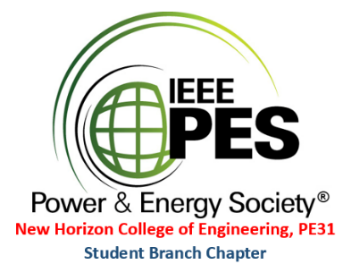 IEEE
PES
Power & Energy Society®
New Horizon College of Engineering, PE31
Student Branch Chapter